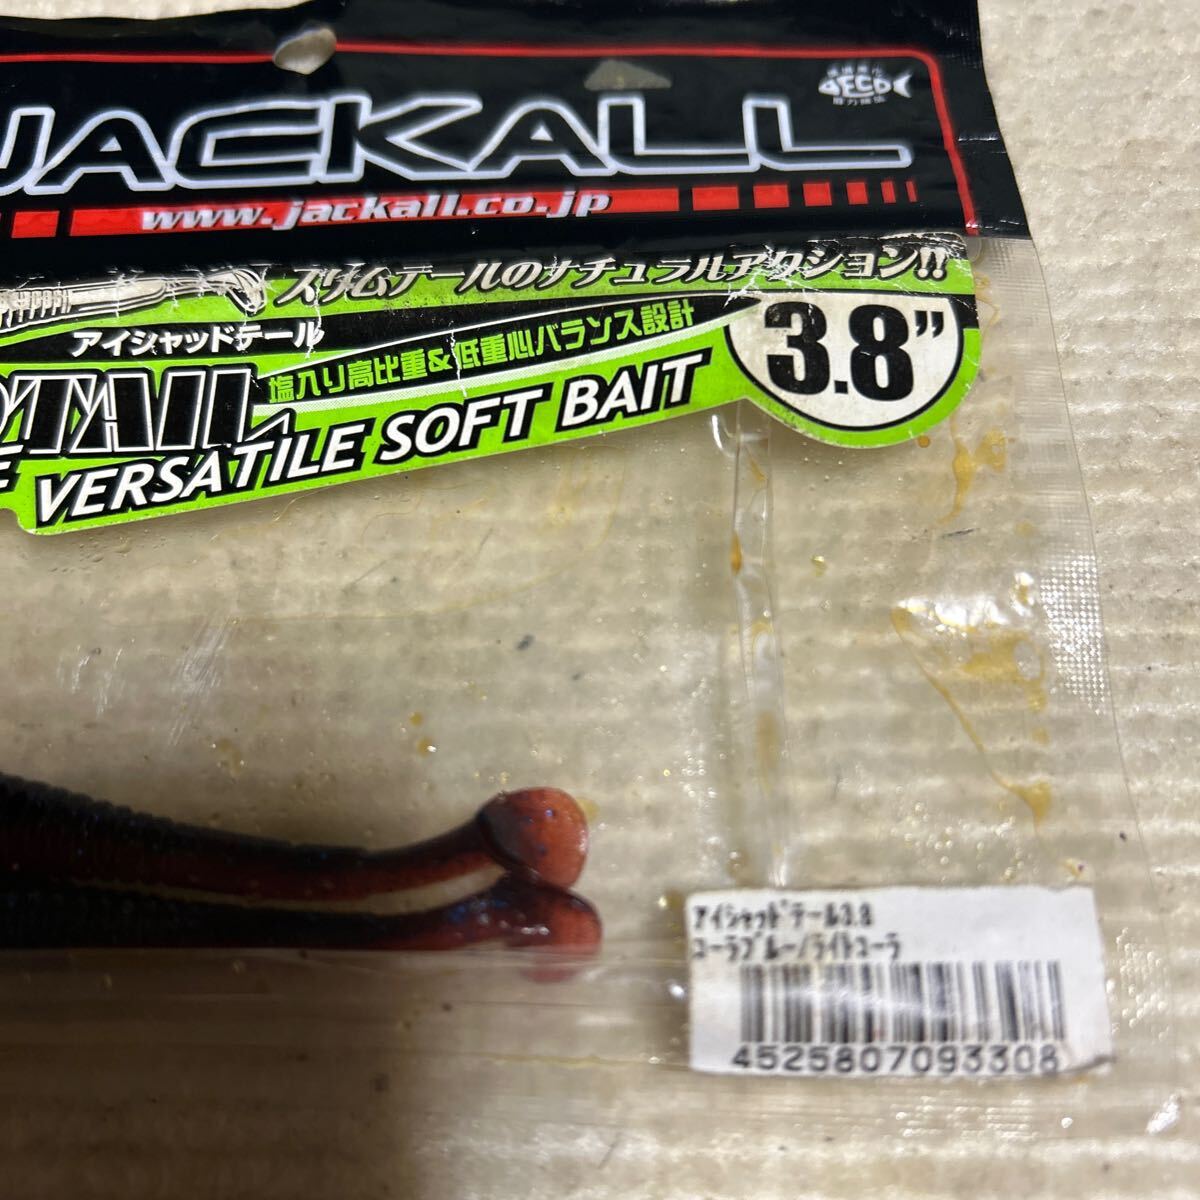 JACKALL
ECO
www.jackall.co.jp
スリムテールのナチュラルアクション!!
アイシャッドテール
塩入り高比重&低重心バランス設計
3.8"
TAIL
VERSATILE SOFT BAIT
アイシャッドテール3.8
コーラブルー/ライトコーラ
4525807093308